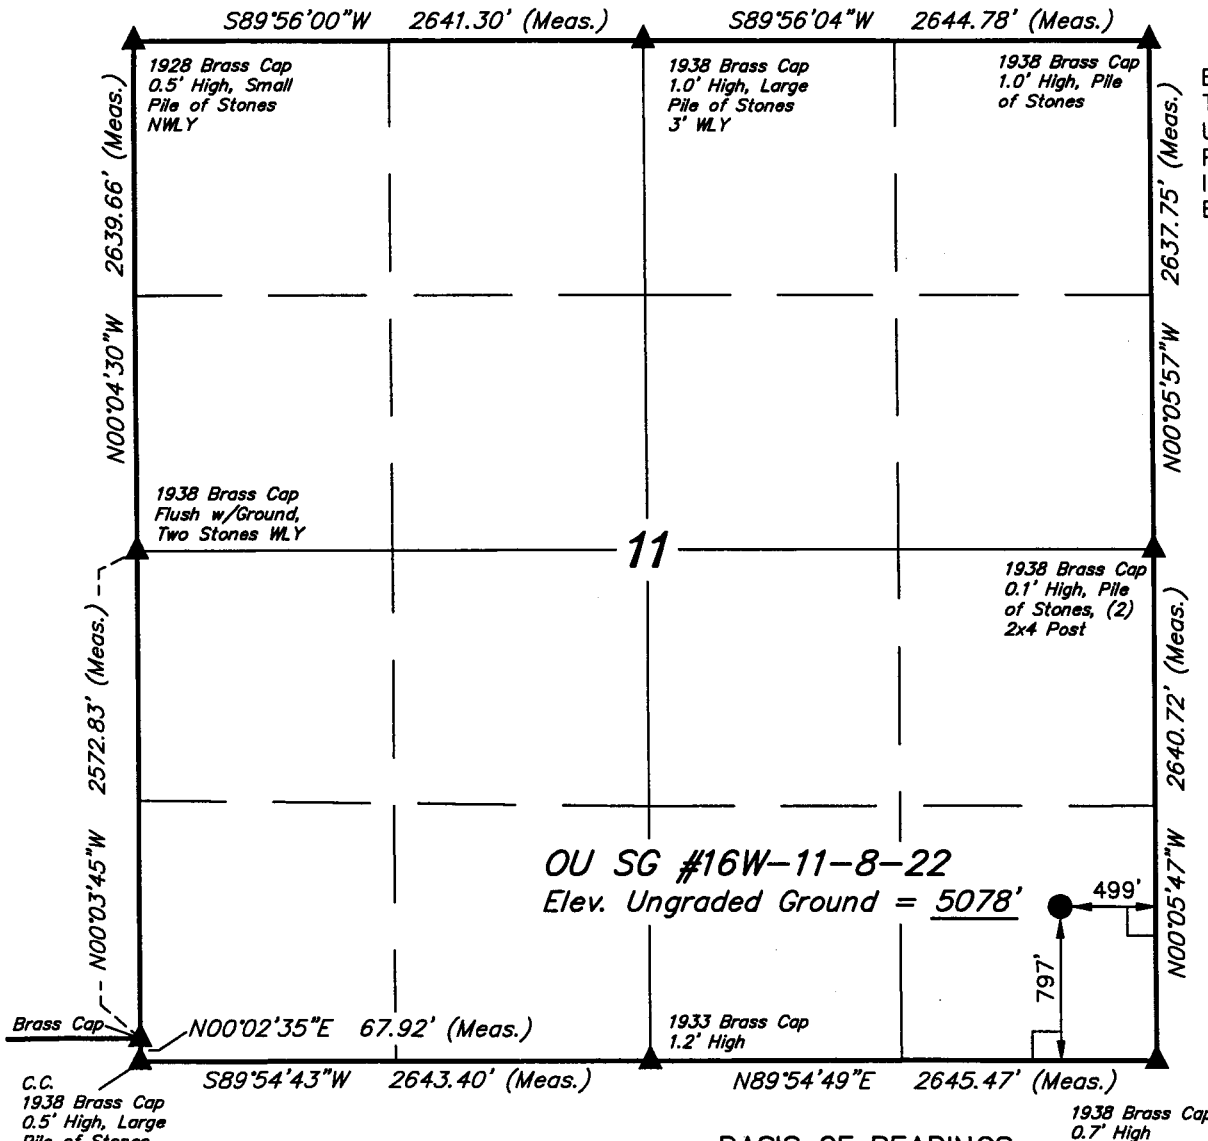 S89°56'00"W 2641.30' (Meas.)
S89°56'04"W 2644.78' (Meas.)
1928 Brass Cap
0.5' High, Small
Pile of Stones
NWLY
1938 Brass Cap
1.0' High, Large
Pile of Stones
3' WLY
1938 Brass Cap
1.0' High, Pile
of Stones
N00°04'30"W 2639.66' (Meas.)
N00°05'57"W 2637.75' (Meas.)
1938 Brass Cap
Flush w/Ground,
Two Stones WLY
11
1938 Brass Cap
0.1' High, Pile
of Stones, (2)
2x4 Post
N00°03'45"W 2572.83' (Meas.)
N00°05'47"W 2640.72' (Meas.)
OU SG #16W-11-8-22
Elev. Ungraded Ground = 5078'
499'
797'
Brass Cap
N00°02'35"E 67.92' (Meas.)
1933 Brass Cap
1.2' High
S89°54'43"W 2643.40' (Meas.)
N89°54'49"E 2645.47' (Meas.)
C.C.
1938 Brass Cap
0.5' High, Large
Pile of Stones
1938 Brass Cap
0.7' High